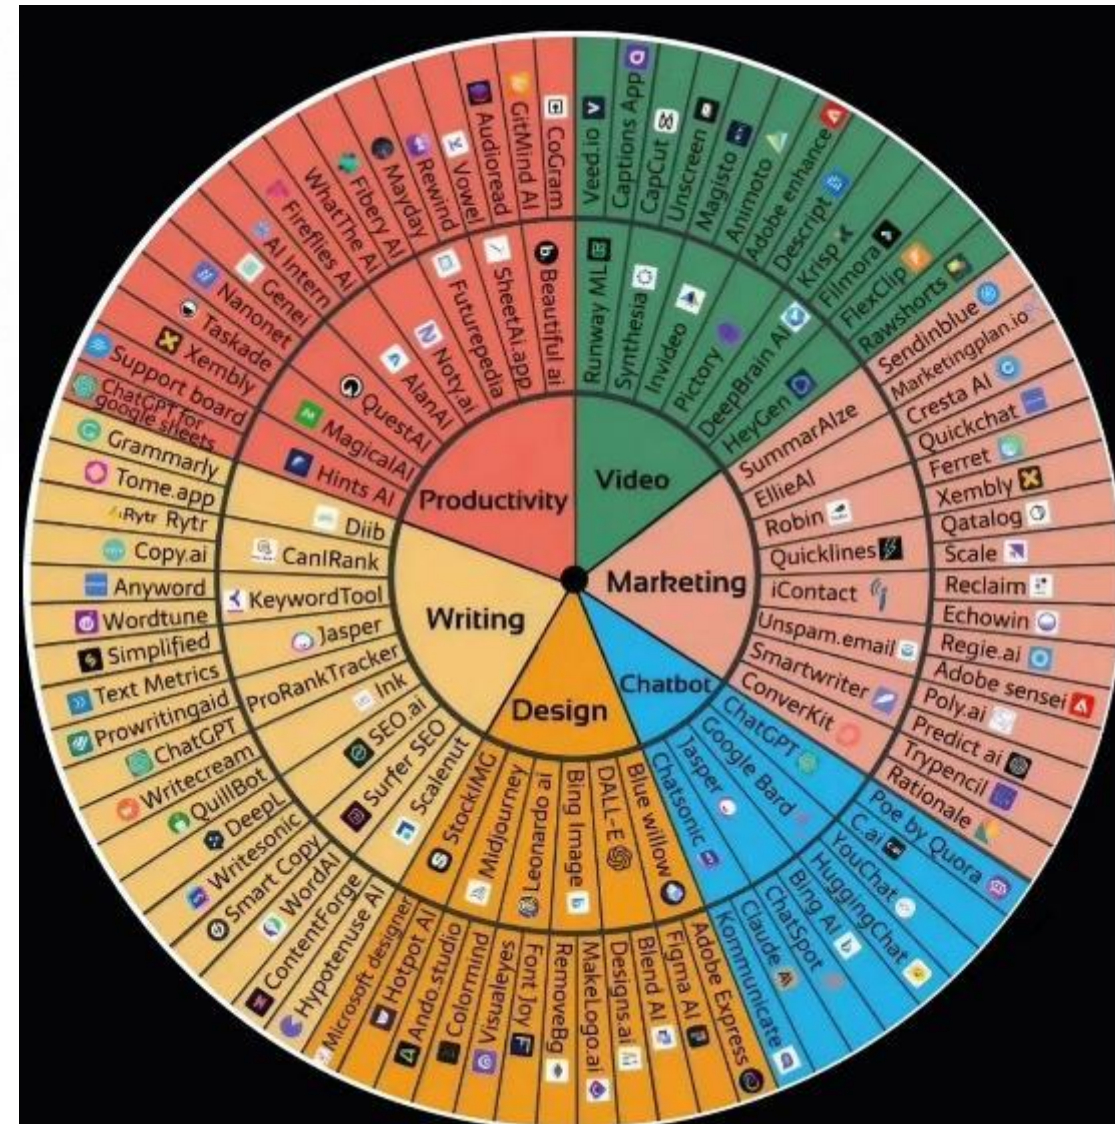 Productivity
Video
Marketing
Chatbot
Design
Writing
Hints AI
MagicalAI
QuestAI
AlanAI
Noty.ai
Futurepedia
SheetAi.app
Beautiful ai
Runway ML
Synthesia
Invideo
Pictory
DeepBrain AI
HeyGen
SummarAIze
EllieAI
Robin
Quicklines
iContact
Unspam.email
Smartwriter
ConverKit
ChatGPT
Google Bard
Jasper
Chatsonic
Blue willow
DALL-E
Bing Image
Leonardo ai
Midjourney
StockIMG
Scalenut
Surfer SEO
SEO.ai
Ink
ProRankTracker
Jasper
KeywordTool
CanIRank
Diib
ChatGPT for
google sheets
Support board
Xembly
Taskade
Nanonet
Genei
AI Intern
Fireflies AI
WhatThe AI
Fibery AI
Mayday
Rewind
Vowel
Audioread
GitMind AI
CoGram
Veed.io
Captions App
CapCut
Unscreen
Magisto
Animoto
Adobe enhance
Descript
Krisp
Filmora
FlexClip
Rawshorts
Sendinblue
Marketingplan.io
Cresta AI
Quickchat
Ferret
Xembly
Qatalog
Scale
Reclaim
Echowin
Regie.ai
Adobe sensei
Poly.ai
Predict ai
Trypencil
Rationale
Poe by Quora
C.ai
YouChat
HuggingChat
Bing AI
ChatSpot
Claude
Kommunicate
Adobe Express
Figma AI
Blend AI
Designs.ai
MakeLogo.ai
RemoveBg
Font Joy
Visualeyes
Colormind
Ando.studio
Hotpot AI
Microsoft designer
Hypotenuse AI
ContentForge
WordAi
Smart Copy
Writesonic
DeepL
QuillBot
Writecream
ChatGPT
Prowritingaid
Text Metrics
Simplified
Wordtune
Anyword
Copy.ai
Rytr Rytr
Tome.app
Grammarly